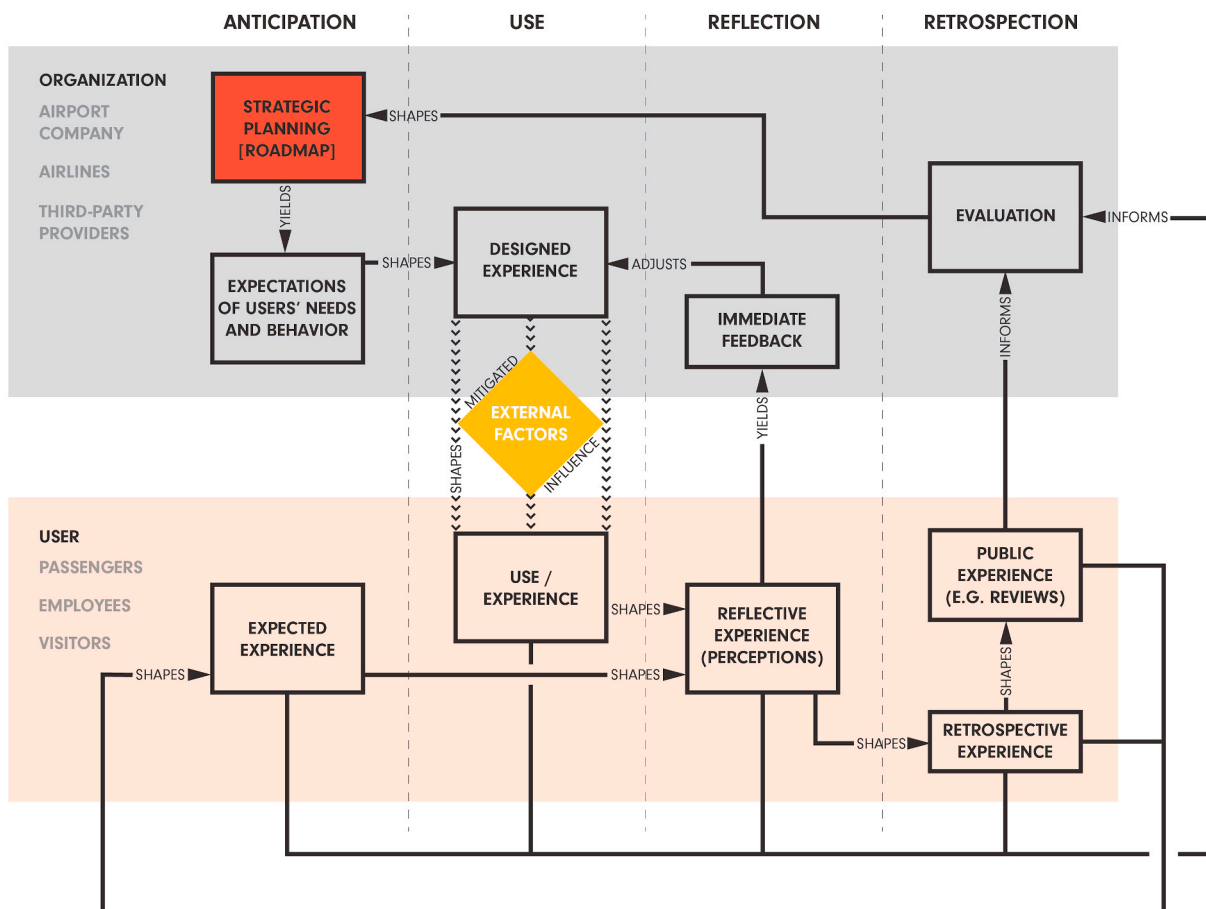 ANTICIPATION
USE
REFLECTION
RETROSPECTION
ORGANIZATION
AIRPORT
COMPANY
AIRLINES
THIRD-PARTY
PROVIDERS
STRATEGIC
PLANNING
[ROADMAP]
SHAPES
YIELDS
EXPECTATIONS
OF USERS' NEEDS
AND BEHAVIOR
SHAPES
DESIGNED
EXPERIENCE
ADJUSTS
IMMEDIATE
FEEDBACK
EVALUATION
INFORMS
INFORMS
MITIGATED
EXTERNAL
FACTORS
INFLUENCE
SHAPES
YIELDS
USER
PASSENGERS
EMPLOYEES
VISITORS
SHAPES
EXPECTED
EXPERIENCE
USE /
EXPERIENCE
SHAPES
SHAPES
REFLECTIVE
EXPERIENCE
(PERCEPTIONS)
SHAPES
PUBLIC
EXPERIENCE
(E.G. REVIEWS)
SHAPES
RETROSPECTIVE
EXPERIENCE